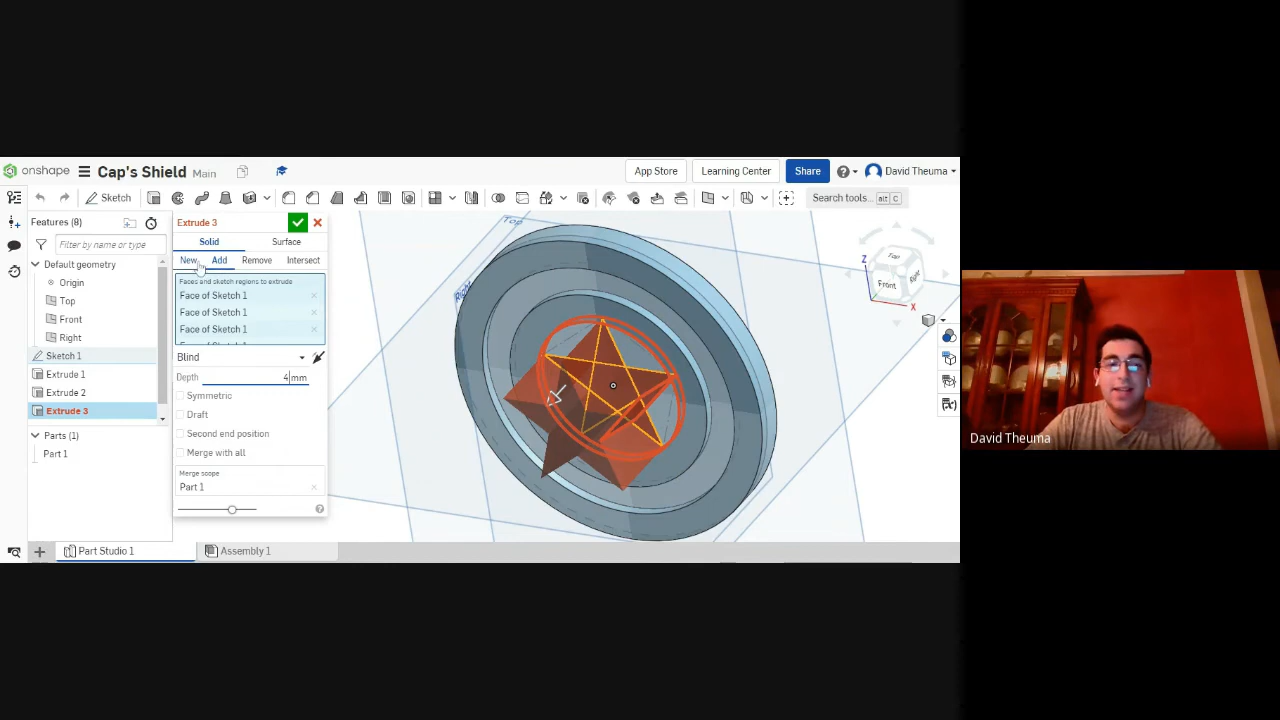 onshape Cap's Shield Main App Store Learning Center Share David Theuma
Sketch Search tools... alt C
Features (8)
Filter by name or type
Default geometry
Origin
Top
Front
Right
Sketch 1
Extrude 1
Extrude 2
Extrude 3
Parts (1)
Part 1
Extrude 3
Solid Surface
New Add Remove Intersect
Faces and sketch regions to extrude
Face of Sketch 1
Face of Sketch 1
Face of Sketch 1
Blind
Depth 4 mm
Symmetric
Draft
Second end position
Merge with all
Merge scope
Part 1
Top
Right
Top
Front
Right
Z
X
Part Studio 1 Assembly 1
David Theuma